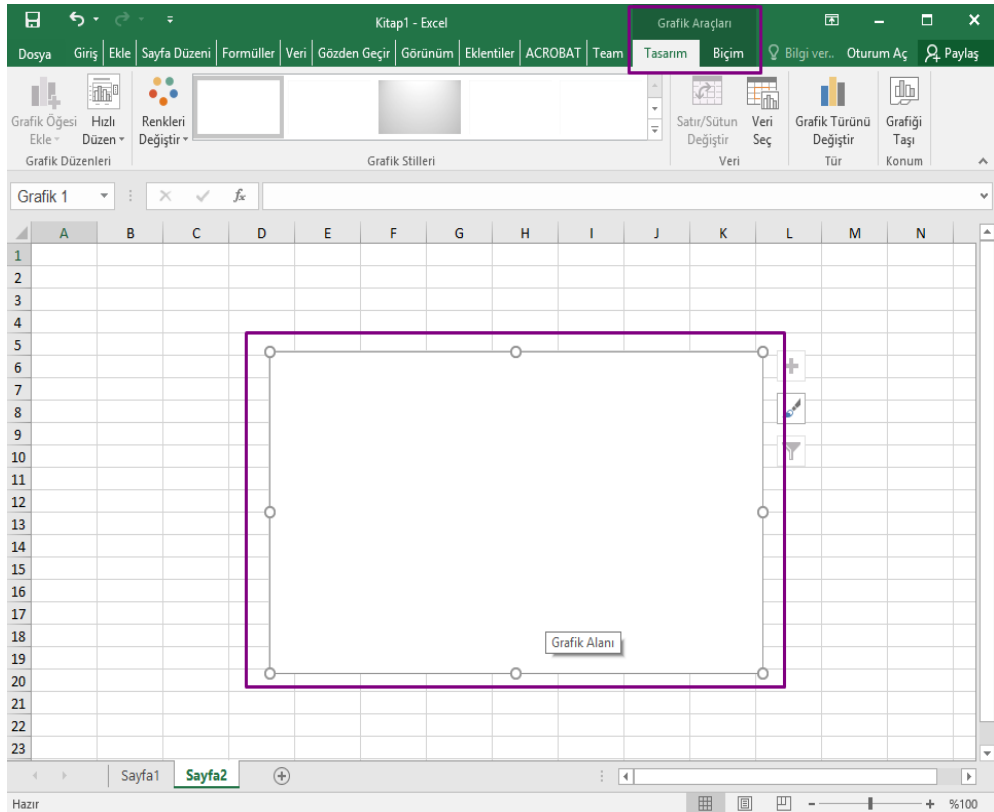 Kitap1 - Excel
Grafik Araçları
Dosya Giriş Ekle Sayfa Düzeni Formüller Veri Gözden Geçir Görünüm Eklentiler ACROBAT Team Tasarım Biçim Bilgi ver.. Oturum Aç Paylaş
Grafik Öğesi Ekle
Hızlı Düzen
Renkleri Değiştir
Satır/Sütun Değiştir
Veri Seç
Grafik Türünü Değiştir
Grafiği Taşı
Grafik Düzenleri Grafik Stilleri Veri Tür Konum
Grafik 1 fx
A B C D E F G H I J K L M N
1
2
3
4
5
6
7
8
9
10
11
12
13
14
15
16
17
18
Grafik Alanı
19
20
21
22
23
Sayfa1 Sayfa2
Hazır %100